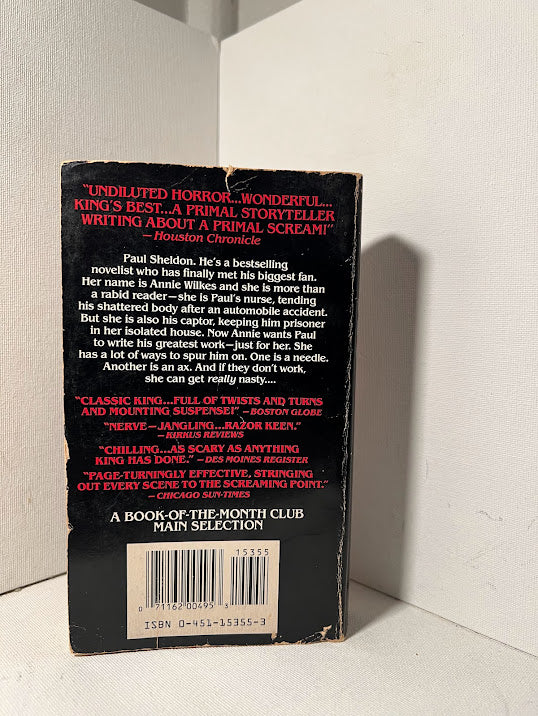 "UNDILUTED HORROR...WONDERFUL...
KING'S BEST...A PRIMAL STORYTELLER
WRITING ABOUT A PRIMAL SCREAM!"
—Houston Chronicle
Paul Sheldon. He's a bestselling
novelist who has finally met his biggest fan.
Her name is Annie Wilkes and she is more than
a rabid reader—she is Paul's nurse, tending
his shattered body after an automobile accident.
But she is also his captor, keeping him prisoner
in her isolated house. Now Annie wants Paul
to write his greatest work—just for her. She
has a lot of ways to spur him on. One is a needle.
Another is an ax. And if they don't work,
she can get really nasty....
"CLASSIC KING...FULL OF TWISTS AND TURNS
AND MOUNTING SUSPENSE!" —BOSTON GLOBE
"NERVE—JANGLING...RAZOR KEEN."
—KIRKUS REVIEWS
"CHILLING...AS SCARY AS ANYTHING
KING HAS DONE." —DES MOINES REGISTER
"PAGE-TURNINGLY EFFECTIVE, STRINGING
OUT EVERY SCENE TO THE SCREAMING POINT."
—CHICAGO SUN-TIMES
A BOOK-OF-THE-MONTH CLUB
MAIN SELECTION
15355
0 71162 00495 3
ISBN 0-451-15355-3